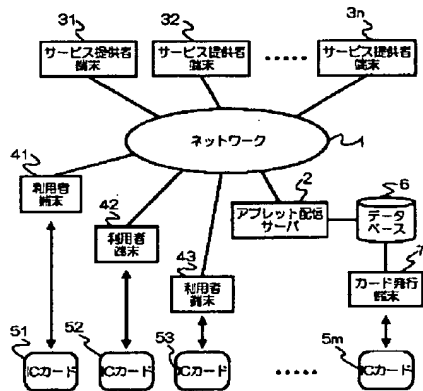 31
32
3n
サービス提供者
端末
サービス提供者
端末
サービス提供者
端末
ネットワーク
1
41
利用者
端末
42
利用者
端末
43
利用者
端末
2
アプレット配信
サーバ
6
データ
ベース
7
カード発行
端末
51
ICカード
52
ICカード
53
ICカード
5m
ICカード